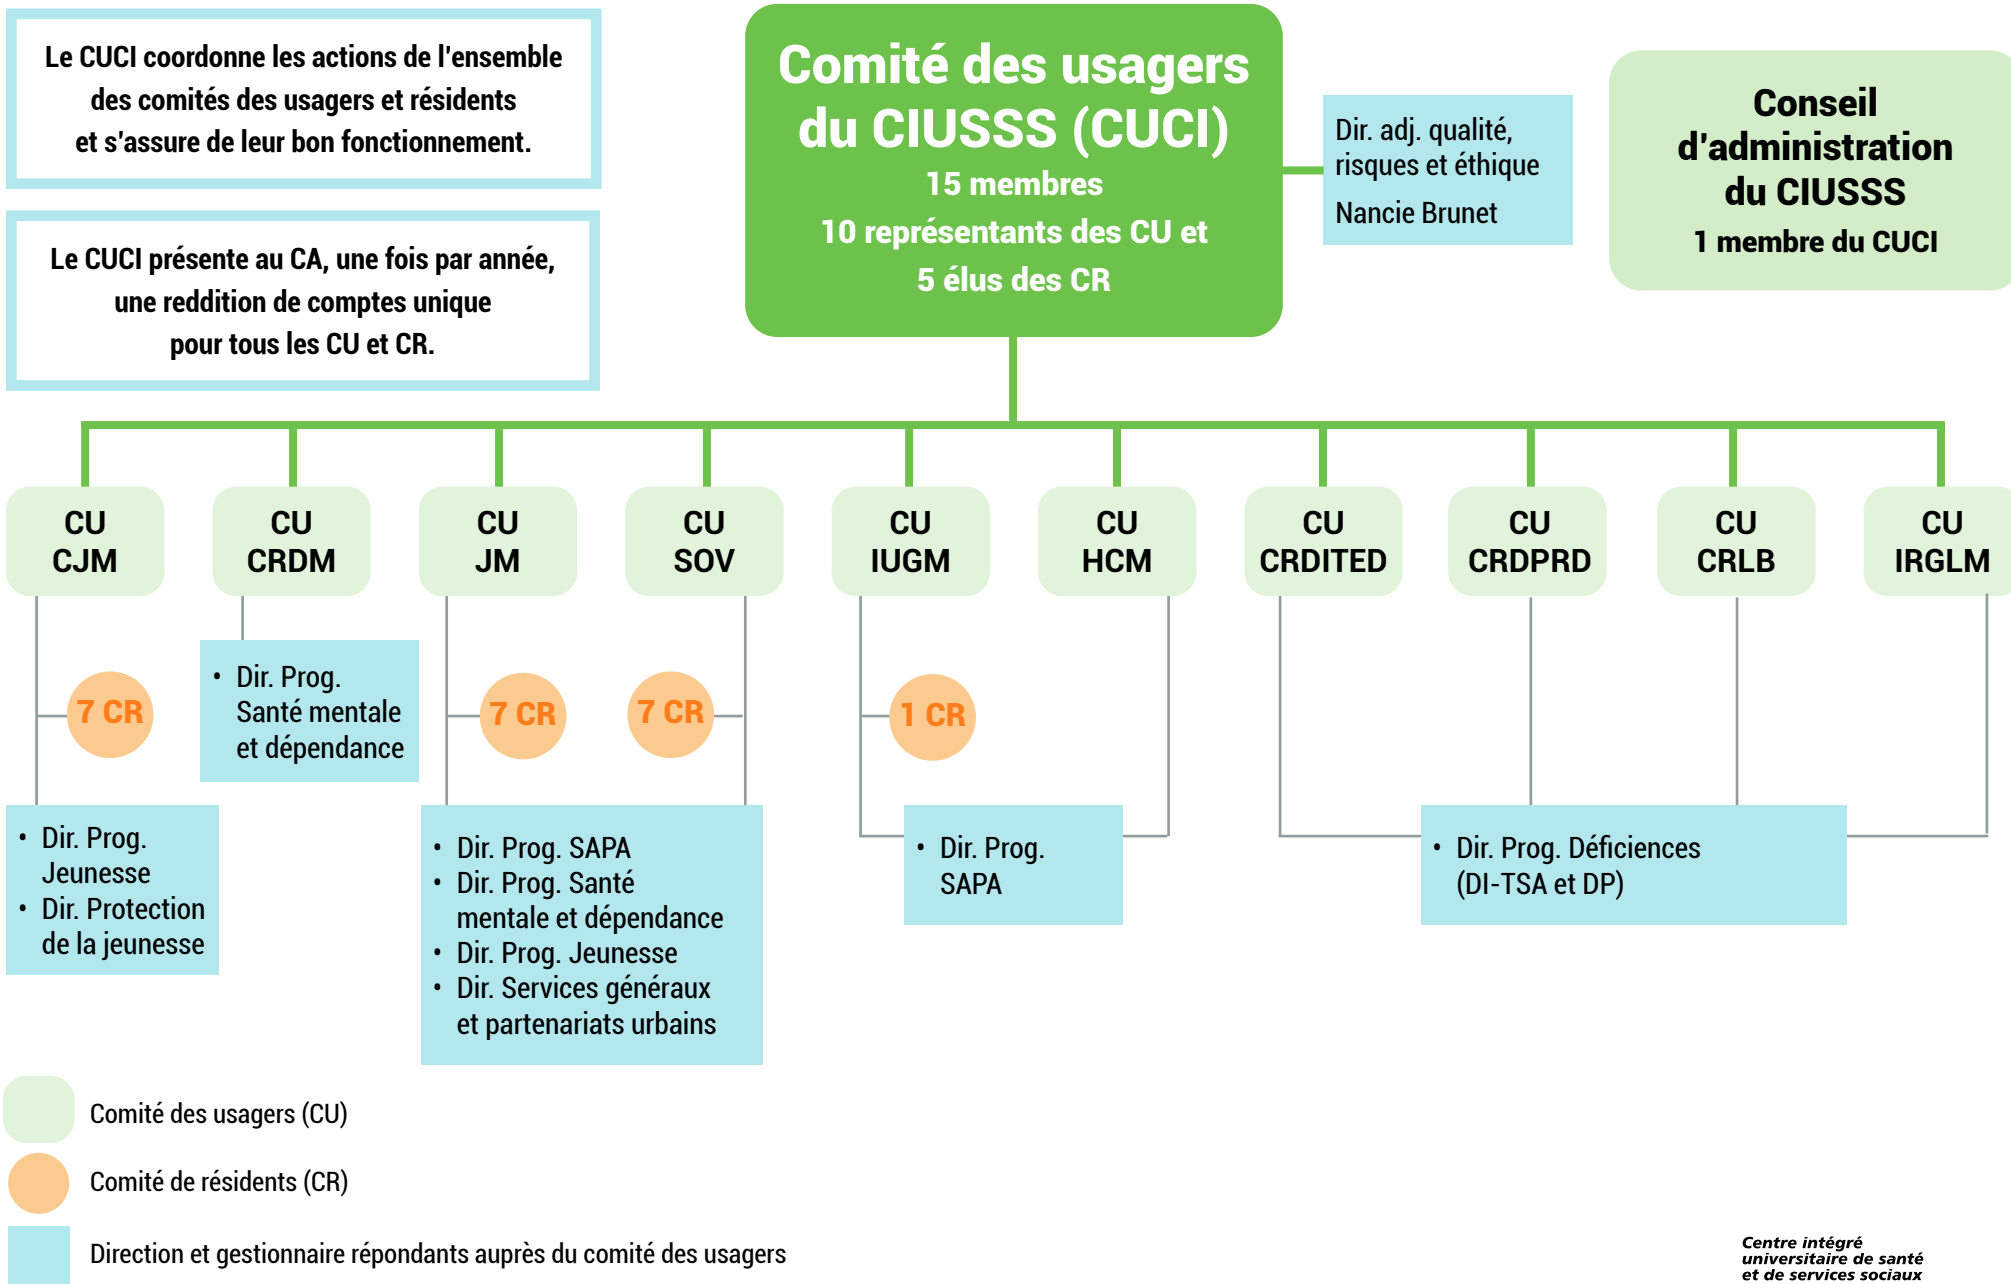 Le CUCI coordonne les actions de l'ensemble
des comités des usagers et résidents
et s'assure de leur bon fonctionnement.
Le CUCI présente au CA, une fois par année,
une reddition de comptes unique
pour tous les CU et CR.
Comité des usagers
du CIUSSS (CUCI)
15 membres
10 représentants des CU et
5 élus des CR
Dir. adj. qualité,
risques et éthique
Nancie Brunet
Conseil
d'administration
du CIUSSS
1 membre du CUCI
CU
CJM
CU
CRDM
CU
JM
CU
SOV
CU
IUGM
CU
HCM
CU
CRDITED
CU
CRDPRD
CU
CRLB
CU
IRGLM
7 CR
• Dir. Prog.
Santé mentale
et dépendance
7 CR
7 CR
1 CR
• Dir. Prog.
Jeunesse
• Dir. Protection
de la jeunesse
• Dir. Prog. SAPA
• Dir. Prog. Santé
mentale et dépendance
• Dir. Prog. Jeunesse
• Dir. Services généraux
et partenariats urbains
• Dir. Prog.
SAPA
• Dir. Prog. Déficiences
(DI-TSA et DP)
Comité des usagers (CU)
Comité de résidents (CR)
Direction et gestionnaire répondants auprès du comité des usagers
Centre intégré
universitaire de santé
et de services sociaux